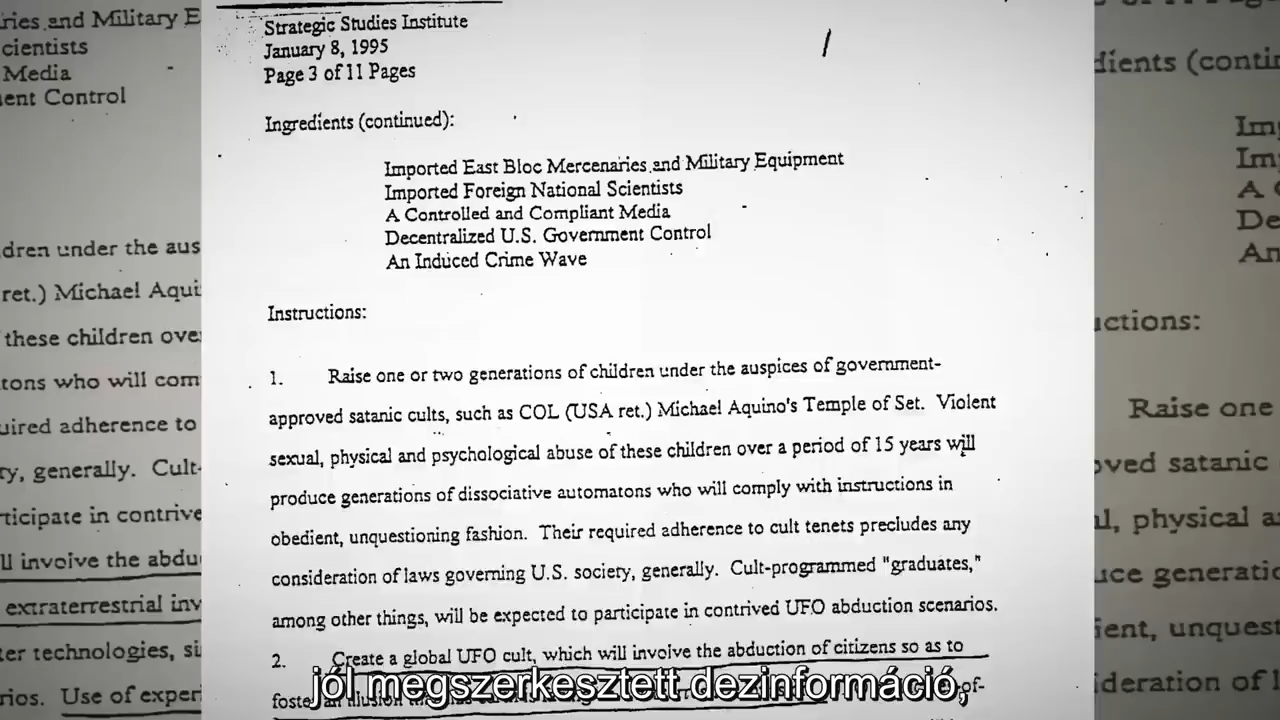 Strategic Studies Institute
January 8, 1995
Page 3 of 11 Pages
Ingredients (continued):
Imported East Bloc Mercenaries and Military Equipment
Imported Foreign National Scientists
A Controlled and Compliant Media
Decentralized U.S. Government Control
An Induced Crime Wave
Instructions:
1. Raise one or two generations of children under the auspices of government-
approved satanic cults, such as COL (USA ret.) Michael Aquino's Temple of Set. Violent
sexual, physical and psychological abuse of these children over a period of 15 years will
produce generations of dissociative automatons who will comply with instructions in
obedient, unquestioning fashion. Their required adherence to cult tenets precludes any
consideration of laws governing U.S. society, generally. Cult-programmed "graduates,"
among other things, will be expected to participate in contrived UFO abduction scenarios.
2. Create a global UFO cult, which will involve the abduction of citizens so as to
jól megszerkesztett dezinformáció,